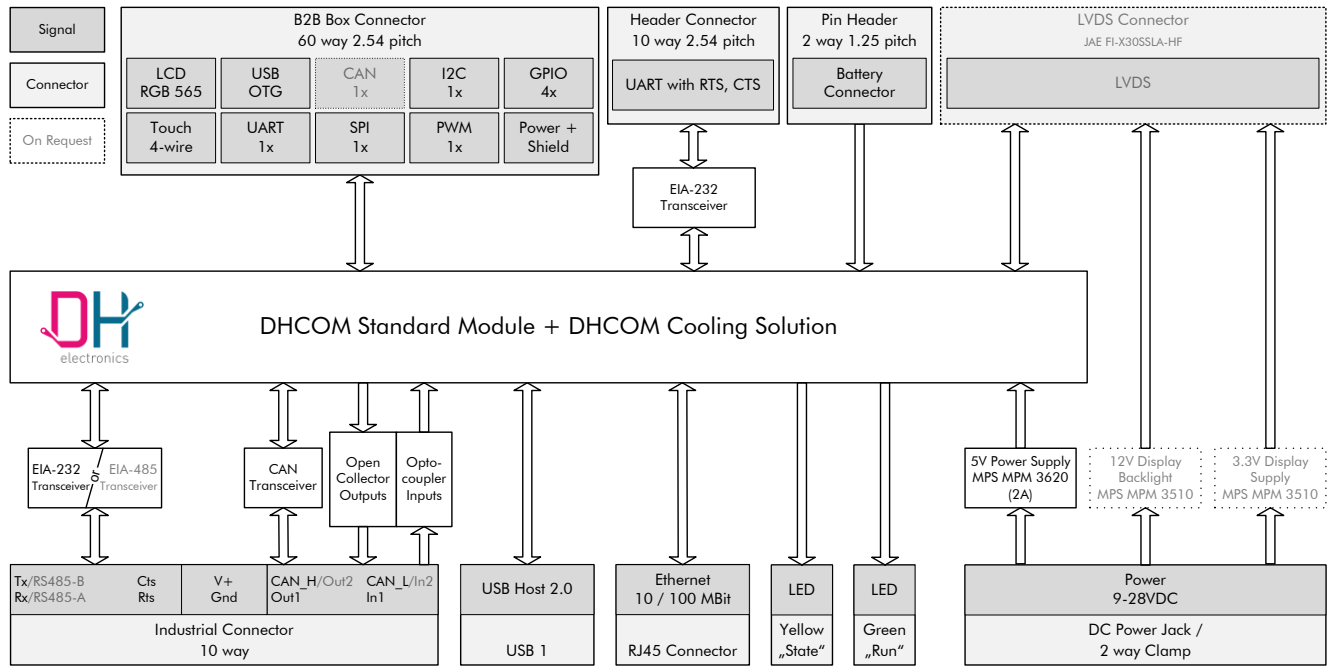 Signal
Connector
On Request
B2B Box Connector
60 way 2.54 pitch
LCD
RGB 565
USB
OTG
CAN
1x
I2C
1x
GPIO
4x
Touch
4-wire
UART
1x
SPI
1x
PWM
1x
Power +
Shield
Header Connector
10 way 2.54 pitch
UART with RTS, CTS
Pin Header
2 way 1.25 pitch
Battery
Connector
LVDS Connector
JAE FI-X30SSLA-HF
LVDS
EIA-232
Transceiver
DH
electronics
DHCOM Standard Module + DHCOM Cooling Solution
EIA-232
Transceiver
or
EIA-485
Transceiver
CAN
Transceiver
Open
Collector
Outputs
Opto-
coupler
Inputs
5V Power Supply
MPS MPM 3620
(2A)
12V Display
Backlight
MPS MPM 3510
3.3V Display
Supply
MPS MPM 3510
Tx/RS485-B
Rx/RS485-A
Cts
Rts
V+
Gnd
CAN_H/Out2
Out1
CAN_L/In2
In1
Industrial Connector
10 way
USB Host 2.0
USB 1
Ethernet
10 / 100 MBit
RJ45 Connector
LED
Yellow
„State“
LED
Green
„Run“
Power
9-28VDC
DC Power Jack /
2 way Clamp